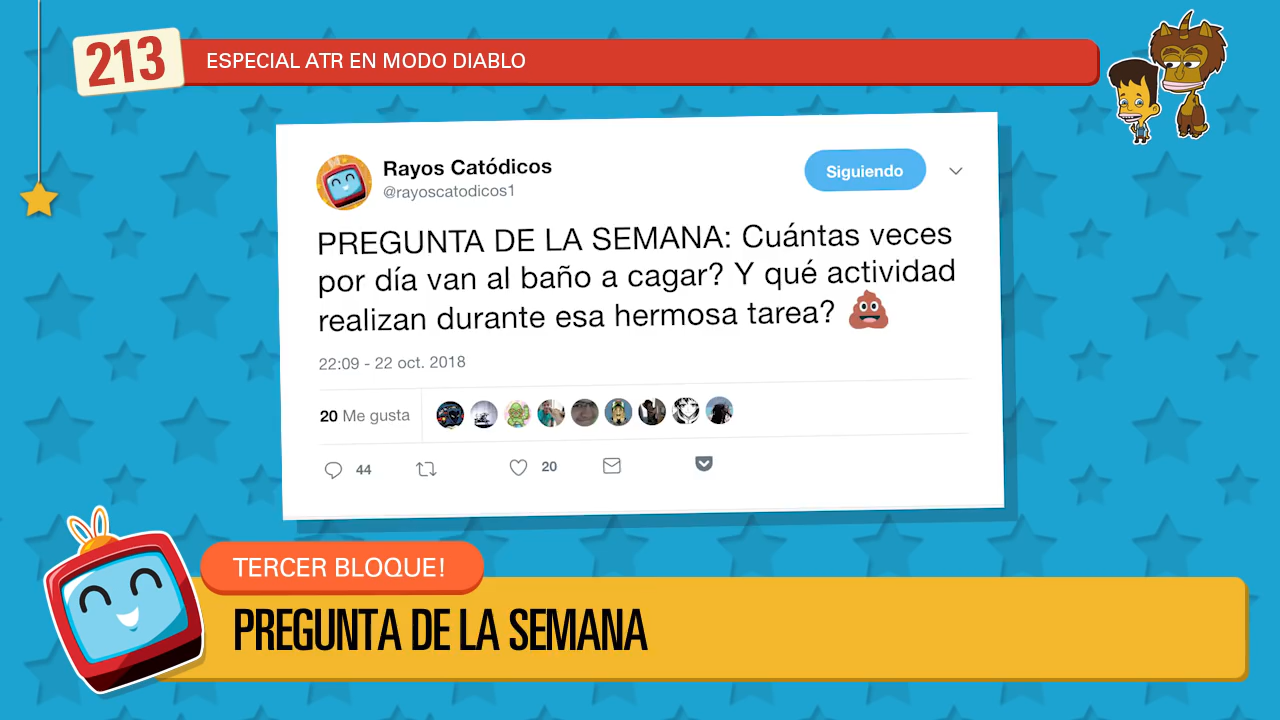 213
ESPECIAL ATR EN MODO DIABLO
Rayos Catódicos
@rayoscatodicos1
Siguiendo
PREGUNTA DE LA SEMANA: Cuántas veces
por día van al baño a cagar? Y qué actividad
realizan durante esa hermosa tarea? 💩
22:09 - 22 oct. 2018
20 Me gusta
44
20
TERCER BLOQUE!
PREGUNTA DE LA SEMANA